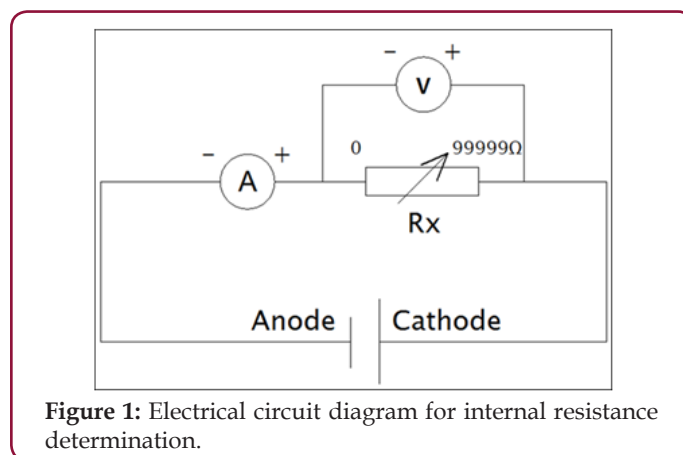 - +
V
- +
A
0 99999Ω
Rx
Anode Cathode
Figure 1: Electrical circuit diagram for internal resistance
determination.